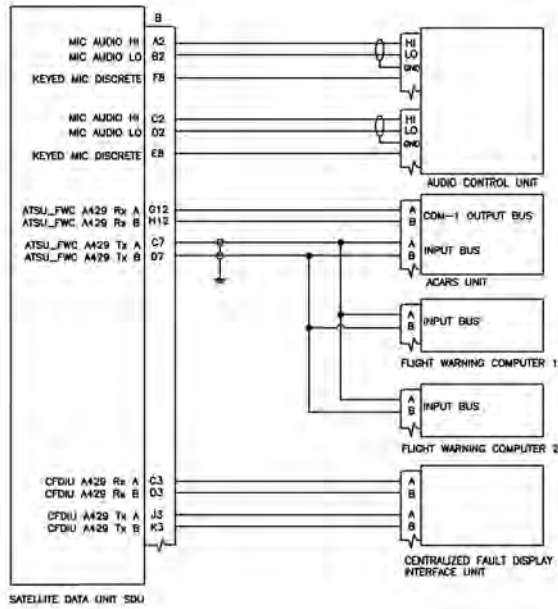 B
MIC AUDIO HI A2
MIC AUDIO LO B2
KEYED MIC DISCRETE F8
HI
LO
GND
MIC AUDIO HI C2
MIC AUDIO LO D2
KEYED MIC DISCRETE E8
HI
LO
GND
AUDIO CONTROL UNIT
ATSU_FWC A429 Rx A G12
ATSU_FWC A429 Rx B H12
ATSU_FWC A429 Tx A C7
ATSU_FWC A429 Tx B D7
A COM-1 OUTPUT BUS
B
A INPUT BUS
B
ACARS UNIT
A INPUT BUS
B
FLIGHT WARNING COMPUTER 1
A INPUT BUS
B
FLIGHT WARNING COMPUTER 2
CFDIU A429 Rx A C3
CFDIU A429 Rx B D3
CFDIU A429 Tx A J3
CFDIU A429 Tx B K3
A
B
A
B
CENTRALIZED FAULT DISPLAY
INTERFACE UNIT
SATELLITE DATA UNIT SDU